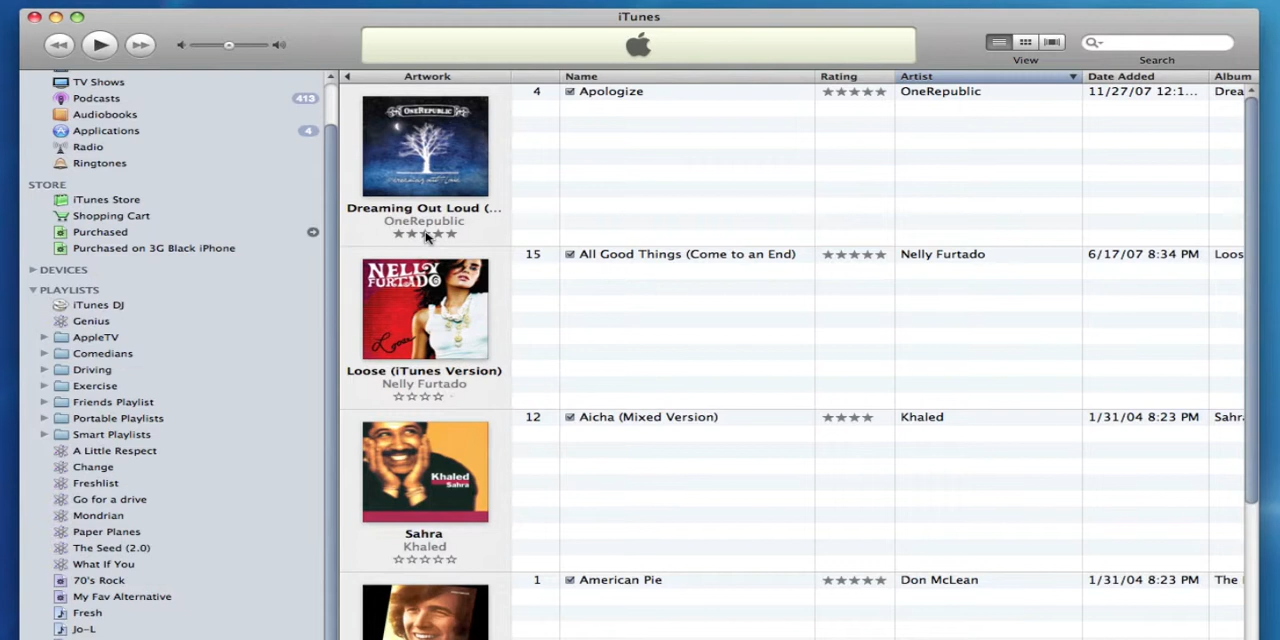 iTunes
View
Search
TV Shows
Podcasts 413
Audiobooks
Applications 4
Radio
Ringtones
STORE
iTunes Store
Shopping Cart
Purchased
Purchased on 3G Black iPhone
DEVICES
PLAYLISTS
iTunes DJ
Genius
AppleTV
Comedians
Driving
Exercise
Friends Playlist
Portable Playlists
Smart Playlists
A Little Respect
Change
Freshlist
Go for a drive
Mondrian
Paper Planes
The Seed (2.0)
What If You
70's Rock
My Fav Alternative
Fresh
Jo-L
Artwork Name Rating Artist Date Added Album
4 Apologize ★★★★★ OneRepublic 11/27/07 12:1... Drea
ONEREPUBLIC
Dreaming Out Loud (...
OneRepublic
★★★★★
15 All Good Things (Come to an End) ★★★★★ Nelly Furtado 6/17/07 8:34 PM Loos
NELLY
FURTADO
Loose
Loose (iTunes Version)
Nelly Furtado
☆☆☆☆
12 Aicha (Mixed Version) ★★★★ Khaled 1/31/04 8:23 PM Sahr
Khaled
Sahra
Sahra
Khaled
☆☆☆☆☆
1 American Pie ★★★★★ Don McLean 1/31/04 8:23 PM The